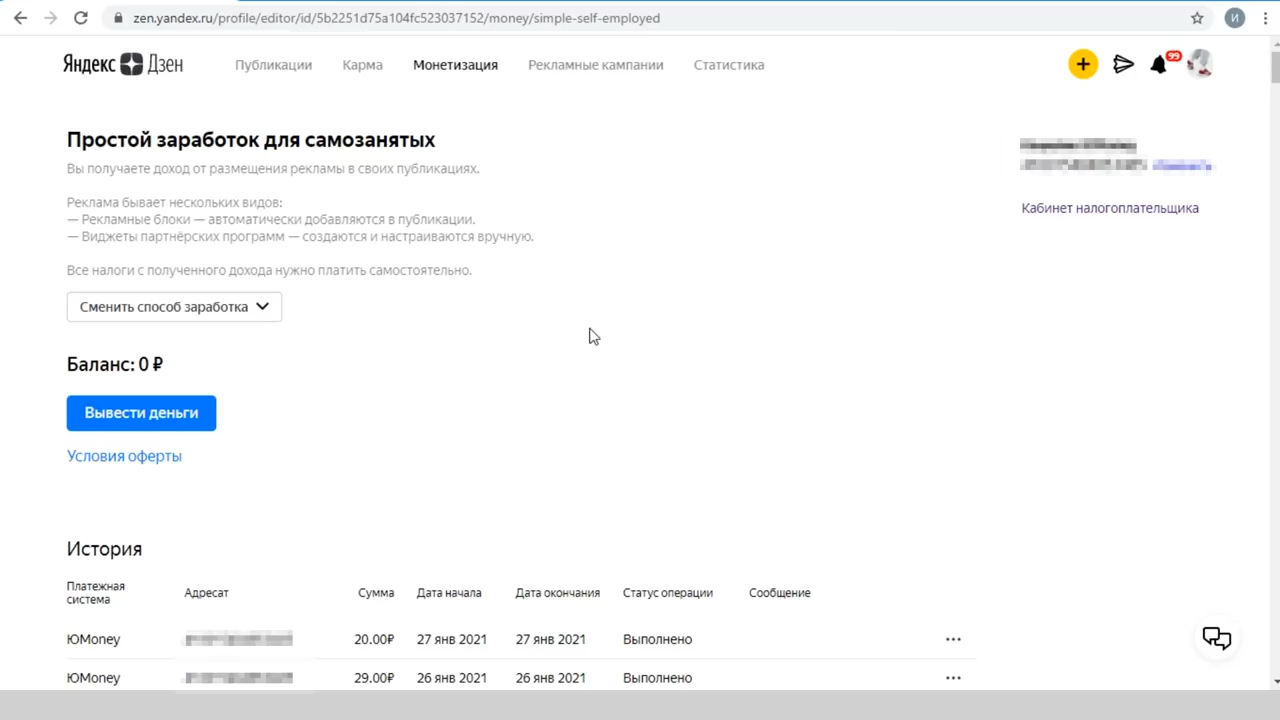 zen.yandex.ru/profile/editor/id/5b2251d75a104fc523037152/money/simple-self-employed
И
Яндекс Дзен
Публикации
Карма
Монетизация
Рекламные кампании
Статистика
99
Простой заработок для самозанятых
Вы получаете доход от размещения рекламы в своих публикациях.
Реклама бывает нескольких видов:
— Рекламные блоки — автоматически добавляются в публикации.
— Виджеты партнёрских программ — создаются и настраиваются вручную.
Все налоги с полученного дохода нужно платить самостоятельно.
Кабинет налогоплательщика
Сменить способ заработка
Баланс: 0 ₽
Вывести деньги
Условия оферты
История
Платежная система Адресат Сумма Дата начала Дата окончания Статус операции Сообщение
ЮMoney 20.00₽ 27 янв 2021 27 янв 2021 Выполнено
ЮMoney 29.00₽ 26 янв 2021 26 янв 2021 Выполнено